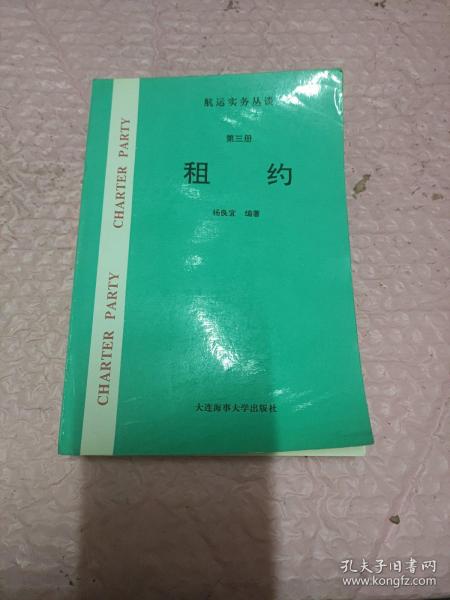 航运实务丛谈
第三册
租约
杨良宜 编著
大连海事大学出版社
CHARTER PARTY CHARTER PARTY
孔夫子旧书网
www.kongfz.com